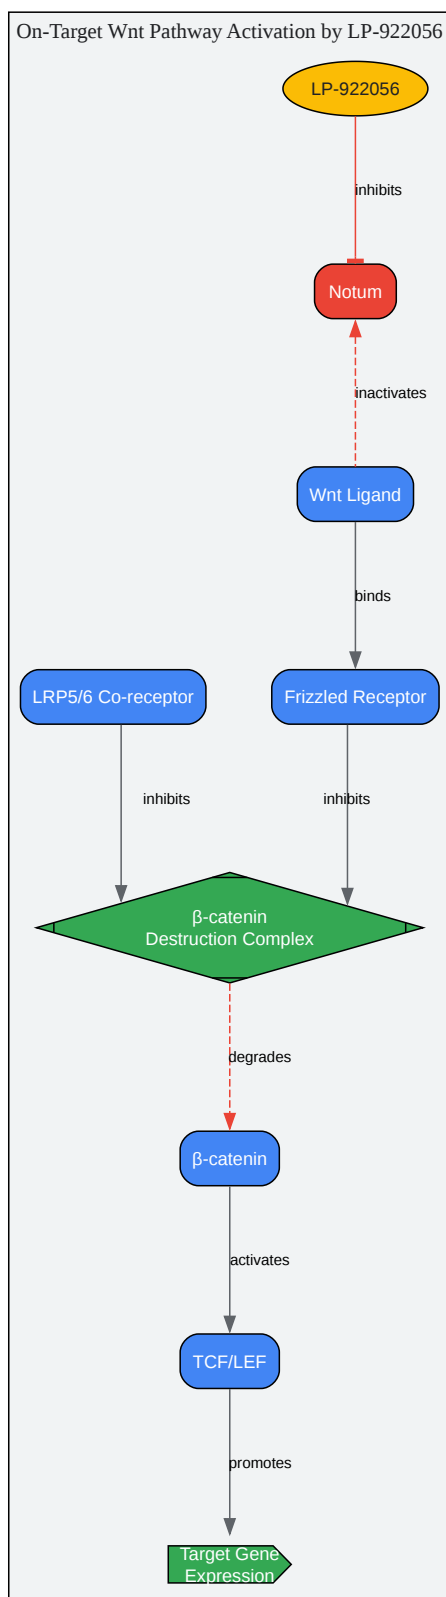 On-Target Wnt Pathway Activation by LP-922056
LP-922056
inhibits
Notum
inactivates
Wnt Ligand
binds
LRP5/6 Co-receptor
Frizzled Receptor
inhibits
inhibits
β-catenin
Destruction Complex
degrades
β-catenin
activates
TCF/LEF
promotes
Target Gene
Expression